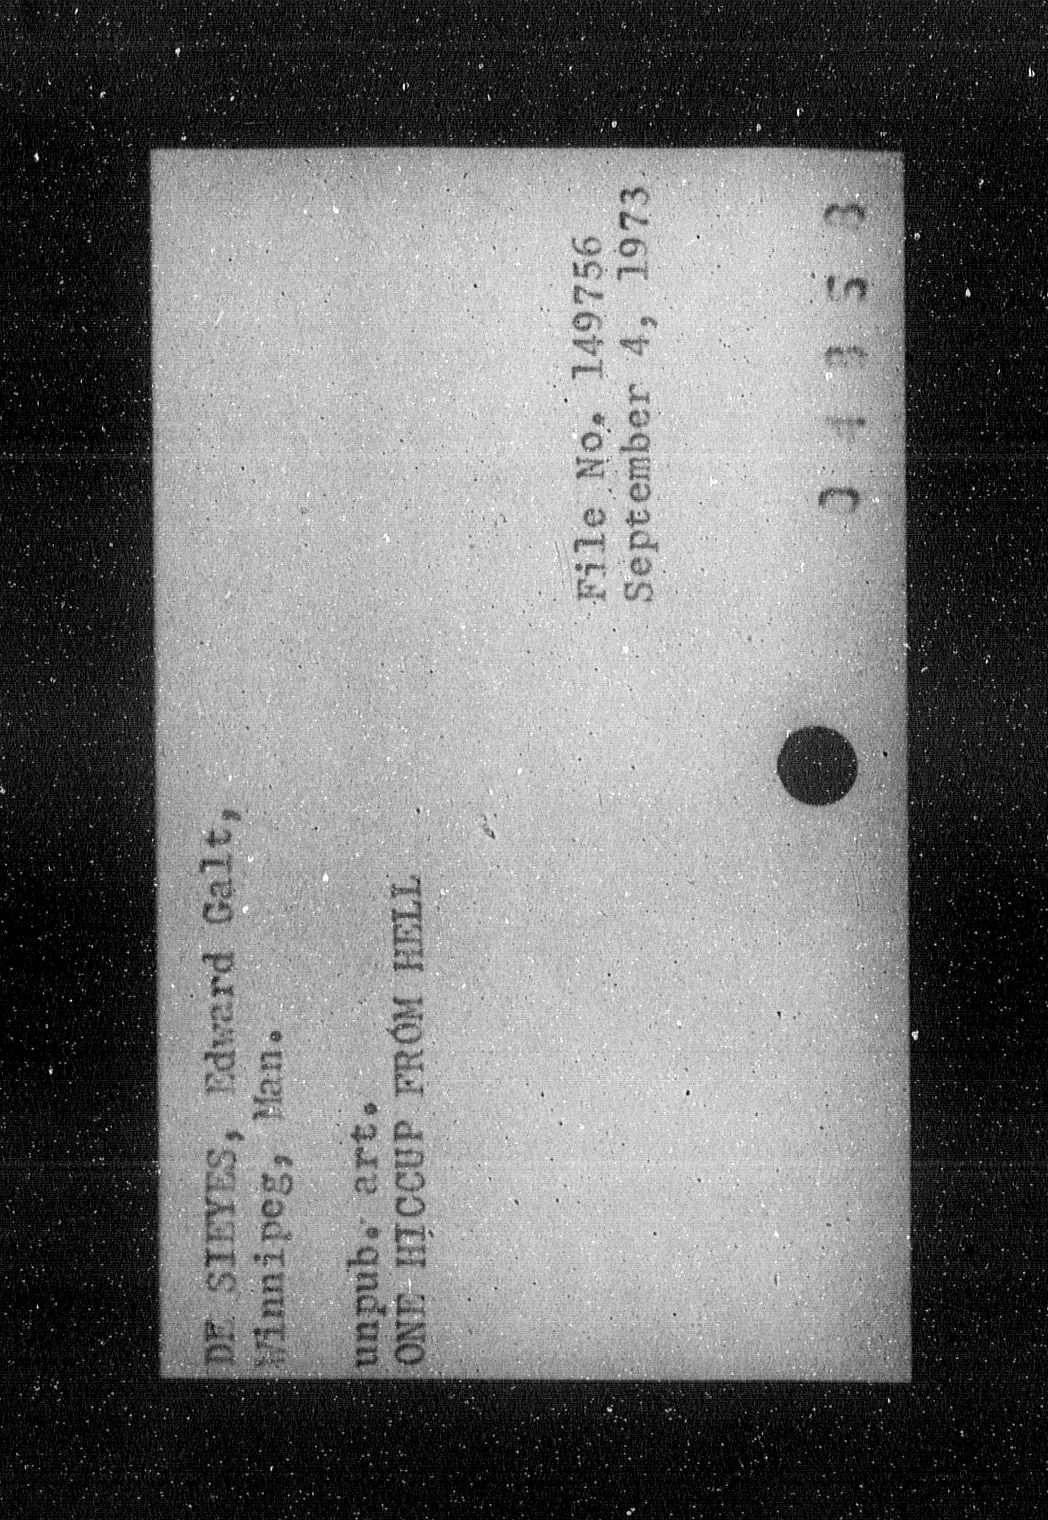 DE SIEYES, Edward Galt,
Winnipeg, Man.
unpub. art.
ONE HICCUP FROM HELL
File No. 149756
September 4, 1973